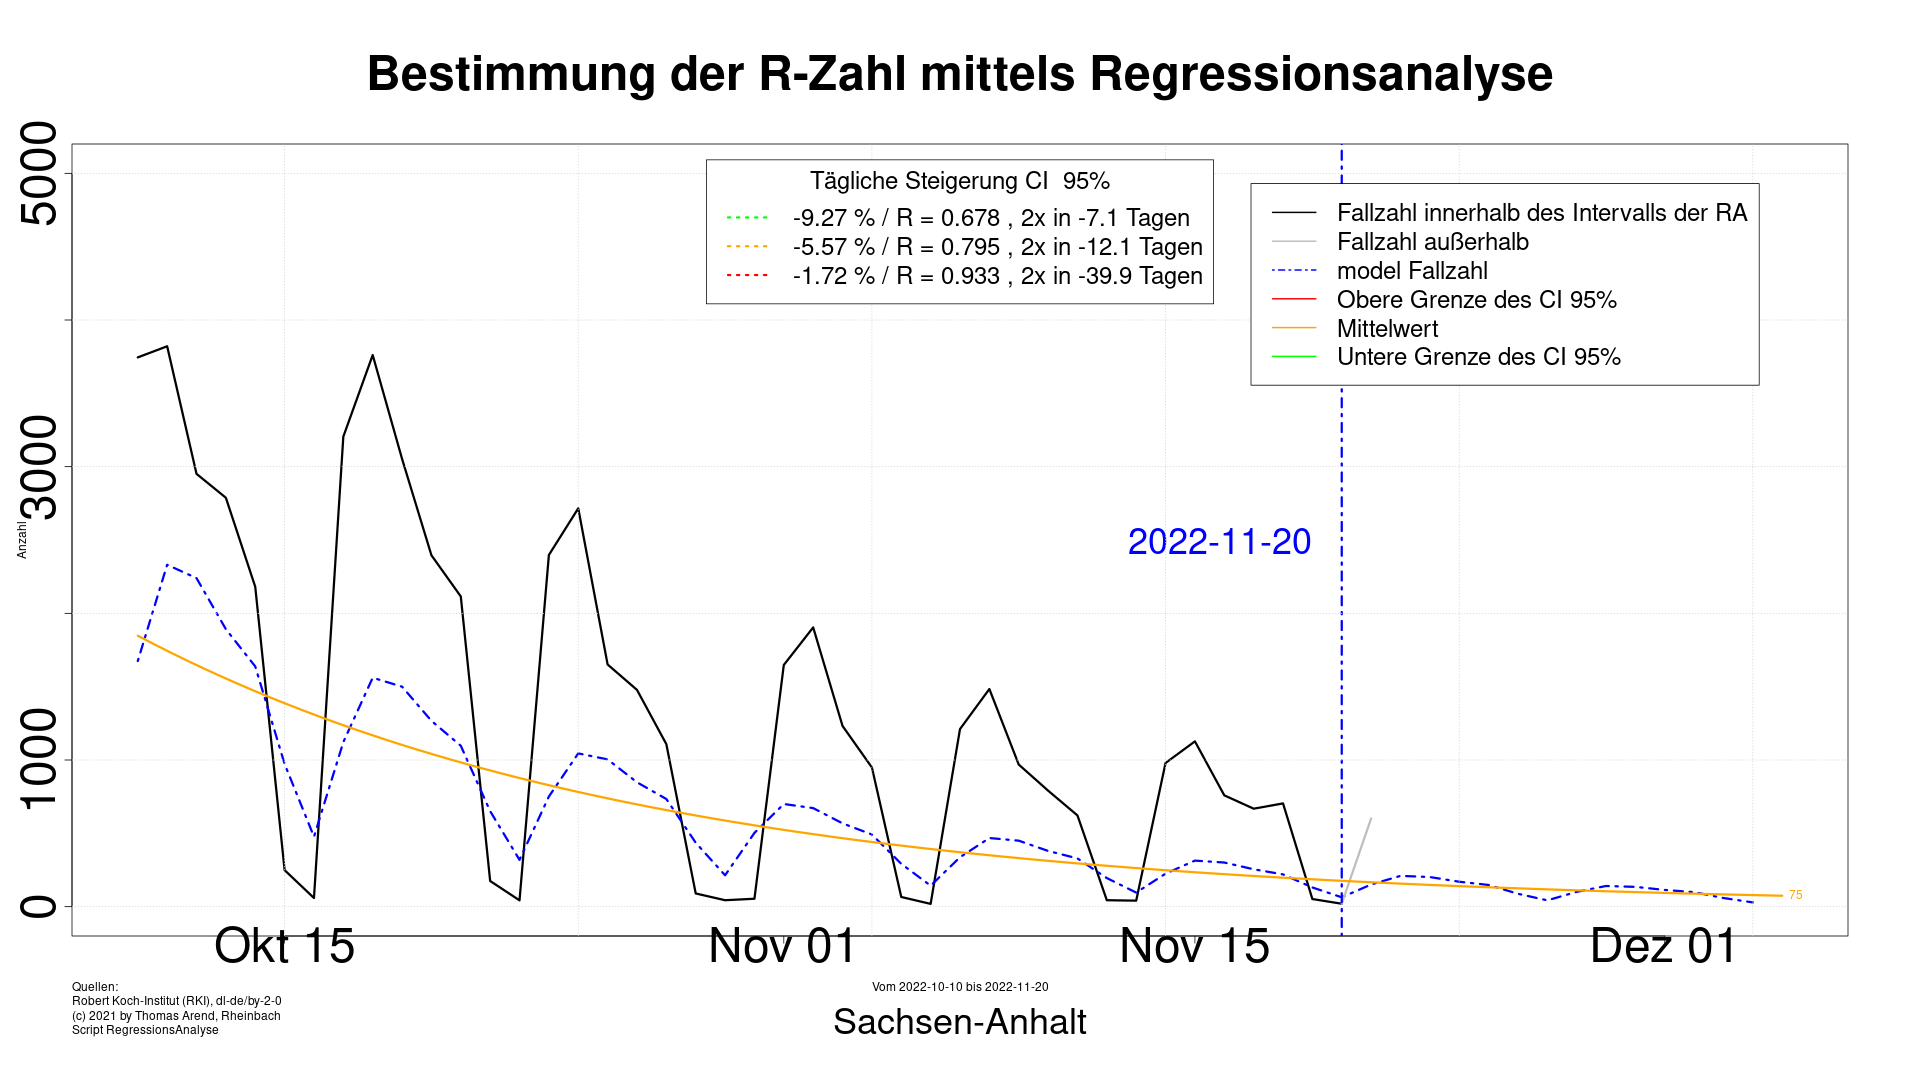 Bestimmung der R-Zahl mittels Regressionsanalyse
5000
3000
1000
0
Anzahl
Tägliche Steigerung CI  95%
-9.27 % / R = 0.678 , 2x in -7.1 Tagen
-5.57 % / R = 0.795 , 2x in -12.1 Tagen
-1.72 % / R = 0.933 , 2x in -39.9 Tagen
Fallzahl innerhalb des Intervalls der RA
Fallzahl außerhalb
model Fallzahl
Obere Grenze des CI 95%
Mittelwert
Untere Grenze des CI 95%
2022-11-20
75
Okt 15
Nov 01
Nov 15
Dez 01
Quellen:
Robert Koch-Institut (RKI), dl-de/by-2-0
(c) 2021 by Thomas Arend, Rheinbach
Script RegressionsAnalyse
Vom 2022-10-10 bis 2022-11-20
Sachsen-Anhalt